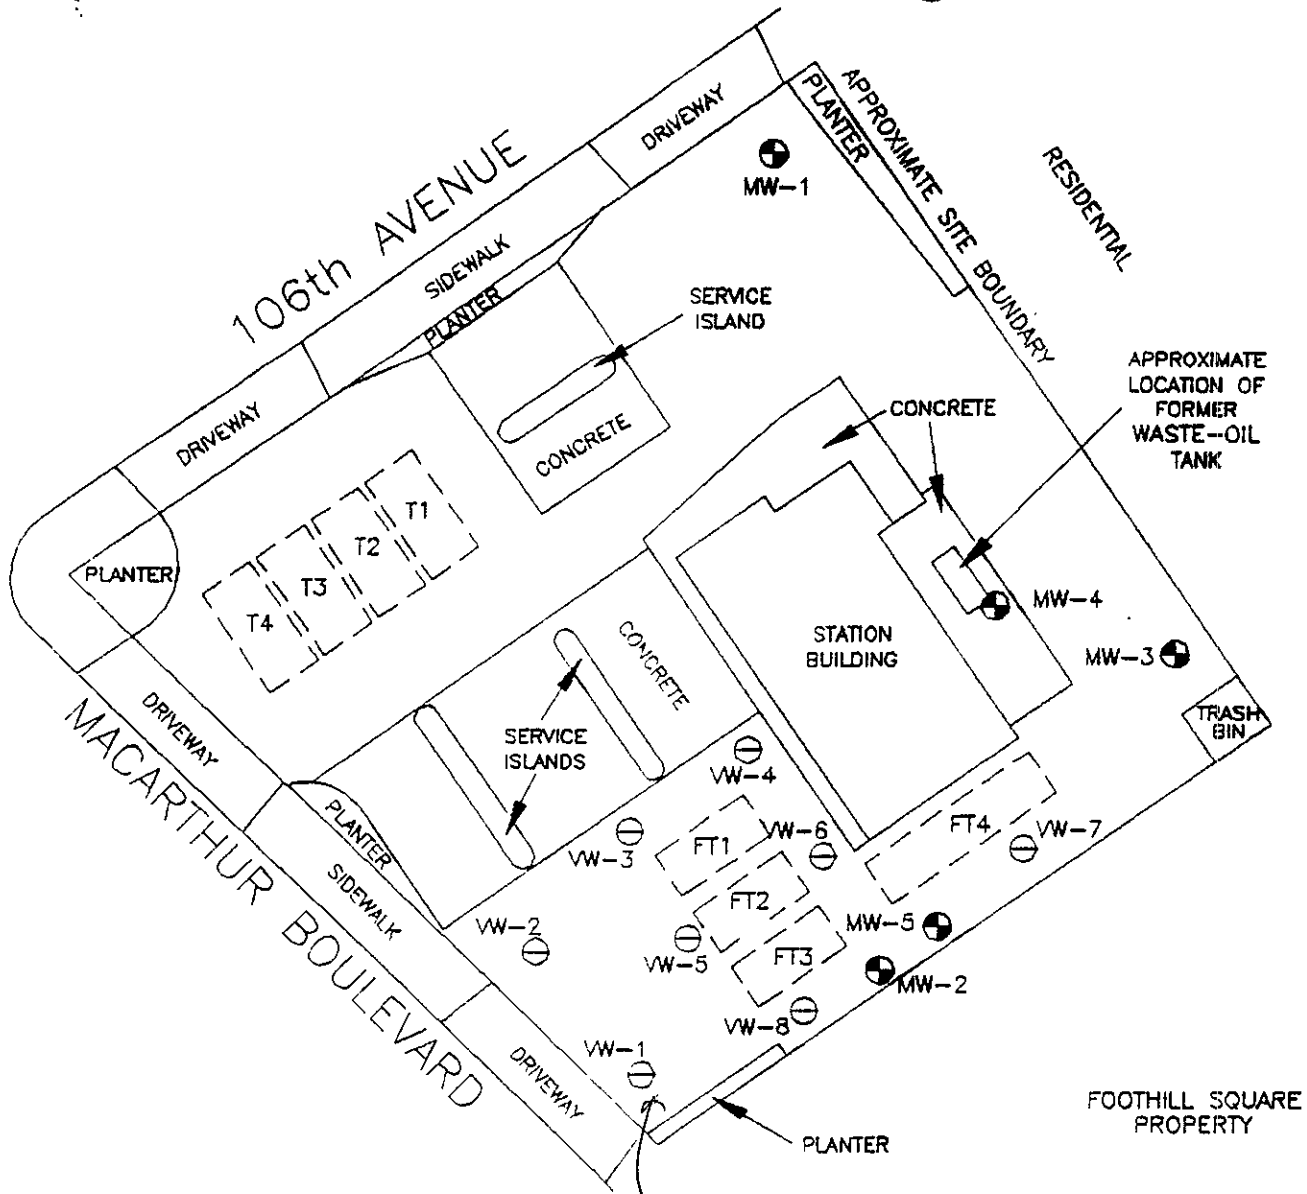 106th AVENUE
DRIVEWAY
PLANTER
APPROXIMATE SITE BOUNDARY
RESIDENTIAL
MW-1
SIDEWALK
PLANTER
SERVICE
ISLAND
DRIVEWAY
CONCRETE
CONCRETE
APPROXIMATE
LOCATION OF
FORMER
WASTE--OIL
TANK
T1
T2
T3
T4
PLANTER
MW-4
STATION
BUILDING
CONCRETE
MW-3
TRASH
BIN
DRIVEWAY
SERVICE
ISLANDS
MACARTHUR BOULEVARD
PLANTER
SIDEWALK
VW-4
VW-3
FT1
VW-6
FT4
VW-7
FT2
VW-2
VW-5
FT3
MW-5
MW-2
VW-8
VW-1
DRIVEWAY
PLANTER
FOOTHILL SQUARE
PROPERTY